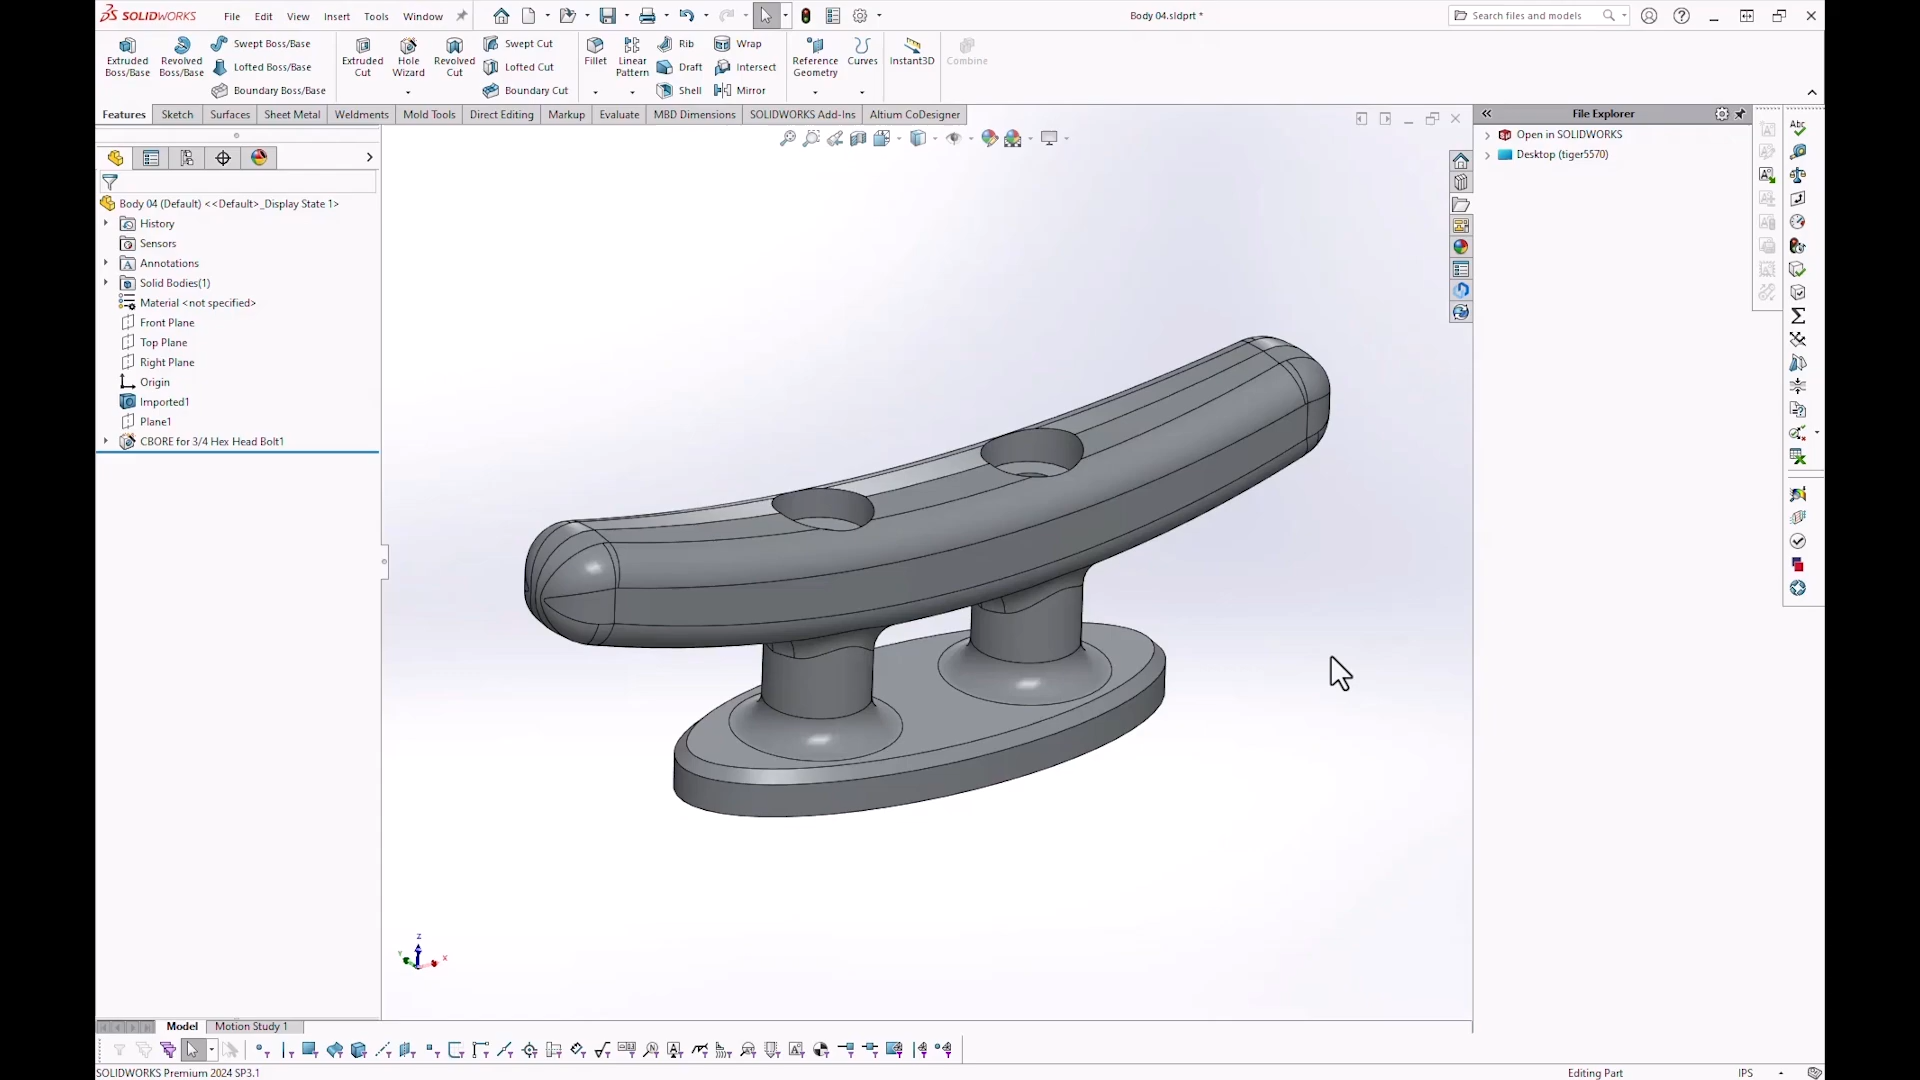 SOLIDWORKS File Edit View Insert Tools Window Body 04.sldprt * Search files and models
Extruded Boss/Base Revolved Boss/Base Swept Boss/Base Extruded Cut Hole Wizard Revolved Cut Swept Cut Fillet Linear Pattern Rib Wrap Reference Geometry Curves Instant3D Combine
Lofted Boss/Base Lofted Cut Draft Intersect
Boundary Boss/Base Boundary Cut Shell Mirror
Features Sketch Surfaces Sheet Metal Weldments Mold Tools Direct Editing Markup Evaluate MBD Dimensions SOLIDWORKS Add-Ins Altium CoDesigner File Explorer
Open in SOLIDWORKS
Desktop (tiger5570)
Body 04 (Default) <<Default>_Display State 1>
History
Sensors
Annotations
Solid Bodies(1)
Material <not specified>
Front Plane
Top Plane
Right Plane
Origin
Imported1
Plane1
CBORE for 3/4 Hex Head Bolt1
Z
Y X
Model Motion Study 1
SOLIDWORKS Premium 2024 SP3.1 Editing Part IPS